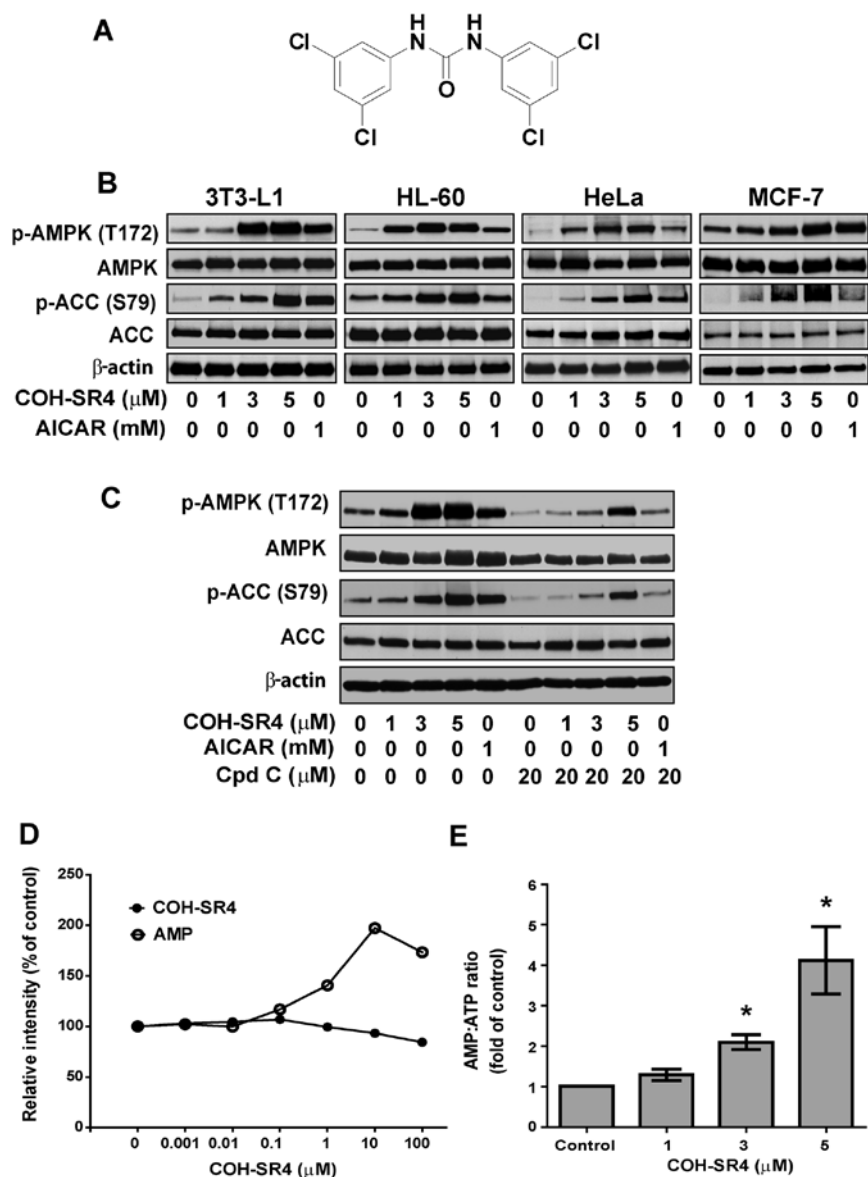 A
H H
Cl N N Cl
O
Cl Cl
B
3T3-L1 HL-60 HeLa MCF-7
p-AMPK (T172)
AMPK
p-ACC (S79)
ACC
β-actin
COH-SR4 (μM) 0 1 3 5 0 0 1 3 5 0 0 1 3 5 0 0 1 3 5 0
AICAR (mM) 0 0 0 0 1 0 0 0 0 1 0 0 0 0 1 0 0 0 0 1
C
p-AMPK (T172)
AMPK
p-ACC (S79)
ACC
β-actin
COH-SR4 (μM) 0 1 3 5 0 0 1 3 5 0
AICAR (mM) 0 0 0 0 1 0 0 0 0 1
Cpd C (μM) 0 0 0 0 0 20 20 20 20 20
D
Relative intensity (% of control)
250
200
150
100
50
0
COH-SR4
AMP
0 0.001 0.01 0.1 1 10 100
COH-SR4 (μM)
E
AMP:ATP ratio
(fold of control)
6
5
4
3
2
1
0
*
*
Control 1 3 5
COH-SR4 (μM)